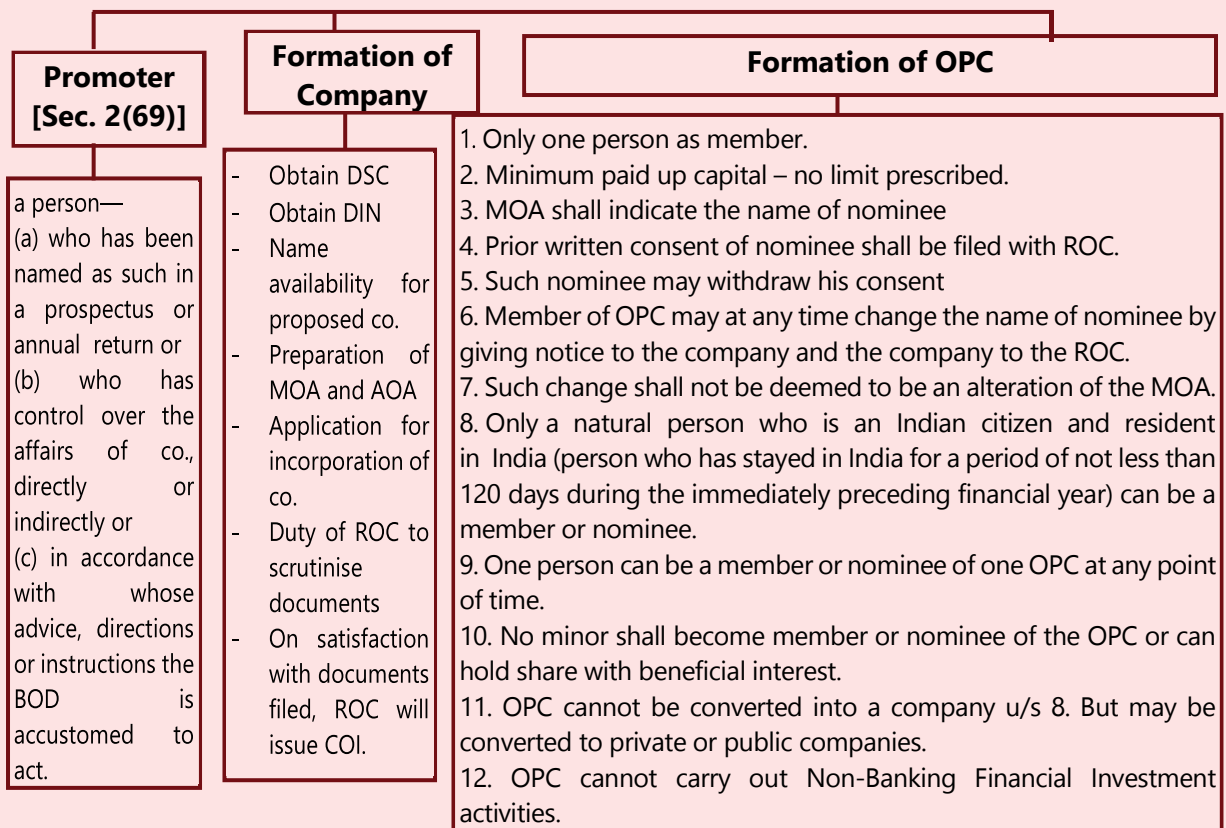 Promoter
[Sec. 2(69)]
a person—
(a) who has been
named as such in
a prospectus or
annual return or
(b) who has
control over the
affairs of co.,
directly or
indirectly or
(c) in accordance
with whose
advice, directions
or instructions the
BOD is
accustomed to
act.
Formation of
Company
- Obtain DSC
- Obtain DIN
- Name
availability for
proposed co.
- Preparation of
MOA and AOA
- Application for
incorporation of
co.
- Duty of ROC to
scrutinise
documents
- On satisfaction
with documents
filed, ROC will
issue COI.
Formation of OPC
1. Only one person as member.
2. Minimum paid up capital – no limit prescribed.
3. MOA shall indicate the name of nominee
4. Prior written consent of nominee shall be filed with ROC.
5. Such nominee may withdraw his consent
6. Member of OPC may at any time change the name of nominee by
giving notice to the company and the company to the ROC.
7. Such change shall not be deemed to be an alteration of the MOA.
8. Only a natural person who is an Indian citizen and resident
in India (person who has stayed in India for a period of not less than
120 days during the immediately preceding financial year) can be a
member or nominee.
9. One person can be a member or nominee of one OPC at any point
of time.
10. No minor shall become member or nominee of the OPC or can
hold share with beneficial interest.
11. OPC cannot be converted into a company u/s 8. But may be
converted to private or public companies.
12. OPC cannot carry out Non-Banking Financial Investment
activities.